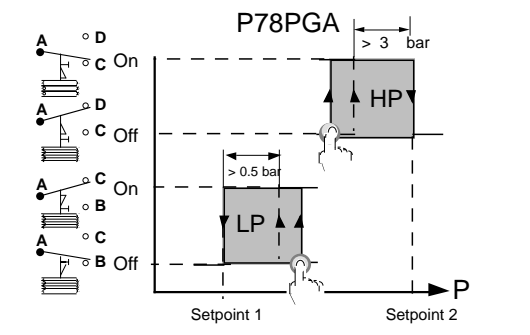 P78PGA
> 3 bar
A D
C On
HP
A D
C Off
> 0.5 bar
A C On
B
LP
A C
B Off
P
Setpoint 1 Setpoint 2